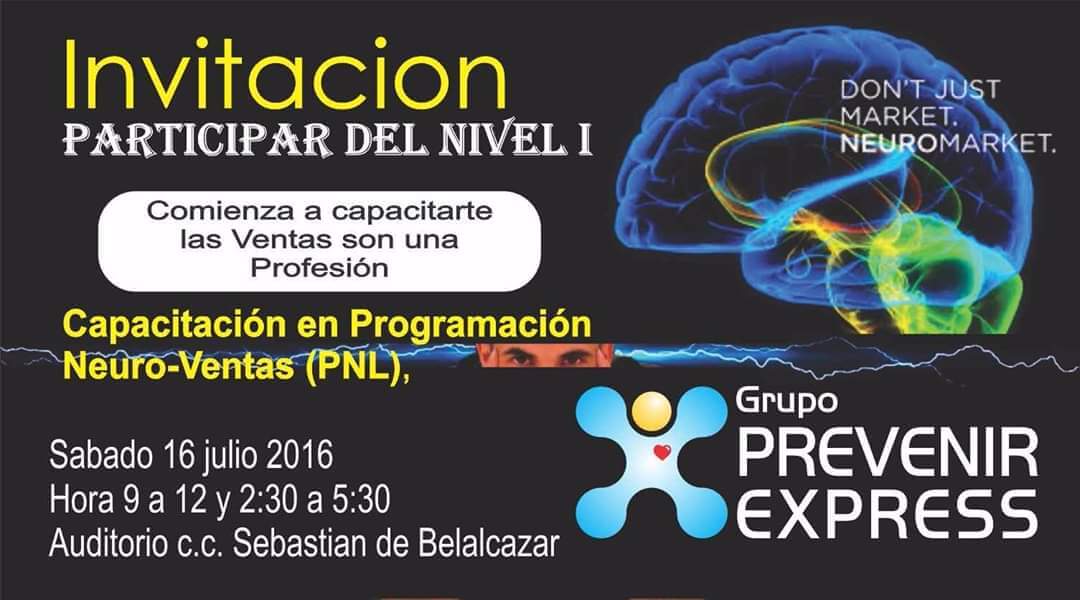 Invitacion
PARTICIPAR DEL NIVEL I
Comienza a capacitarte
las Ventas son una
Profesión
DON'T JUST
MARKET.
NEUROMARKET.
Capacitación en Programación
Neuro-Ventas (PNL),
Sabado 16 julio 2016
Hora 9 a 12 y 2:30 a 5:30
Auditorio c.c. Sebastian de Belalcazar
Grupo
PREVENIR
EXPRESS